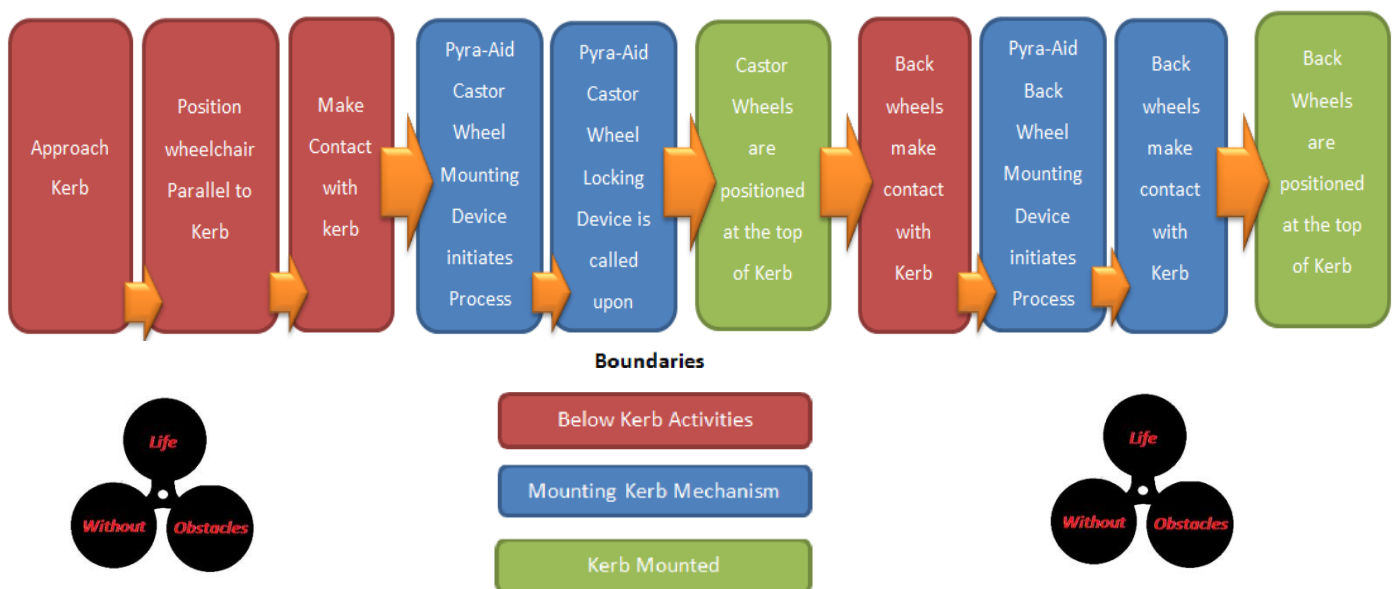 Approach
Kerb
Position
wheelchair
Parallel to
Kerb
Make
Contact
with
kerb
Pyra-Aid
Castor
Wheel
Mounting
Device
initiates
Process
Pyra-Aid
Castor
Wheel
Locking
Device is
called
upon
Castor
Wheels
are
positioned
at the top
of Kerb
Back
wheels
make
contact
with
Kerb
Pyra-Aid
Back
Wheel
Mounting
Device
initiates
Process
Back
wheels
make
contact
with
Kerb
Back
Wheels
are
positioned
at the top
of Kerb
Boundaries
Below Kerb Activities
Mounting Kerb Mechanism
Kerb Mounted
Life
Without Obstacles
Life
Without Obstacles